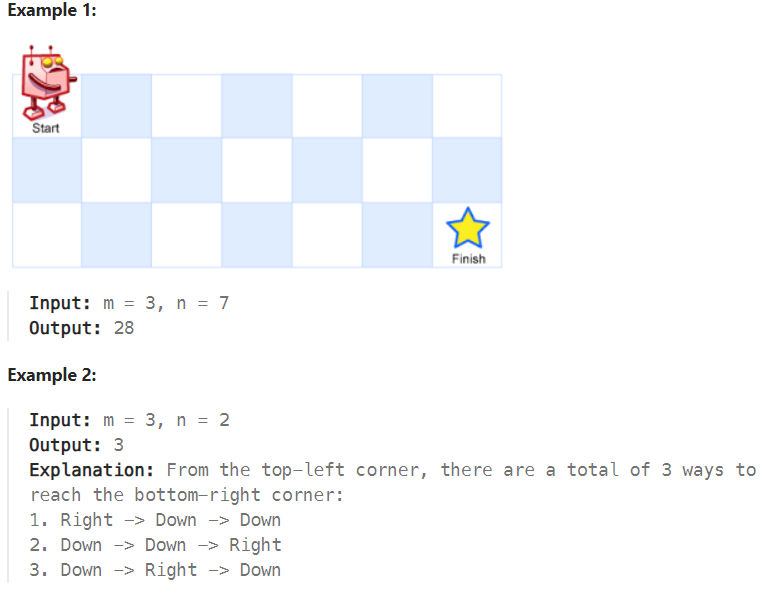 Example 1:
Start
Finish
Input: m = 3, n = 7
Output: 28
Example 2:
Input: m = 3, n = 2
Output: 3
Explanation: From the top-left corner, there are a total of 3 ways to
reach the bottom-right corner:
1. Right -> Down -> Down
2. Down -> Down -> Right
3. Down -> Right -> Down